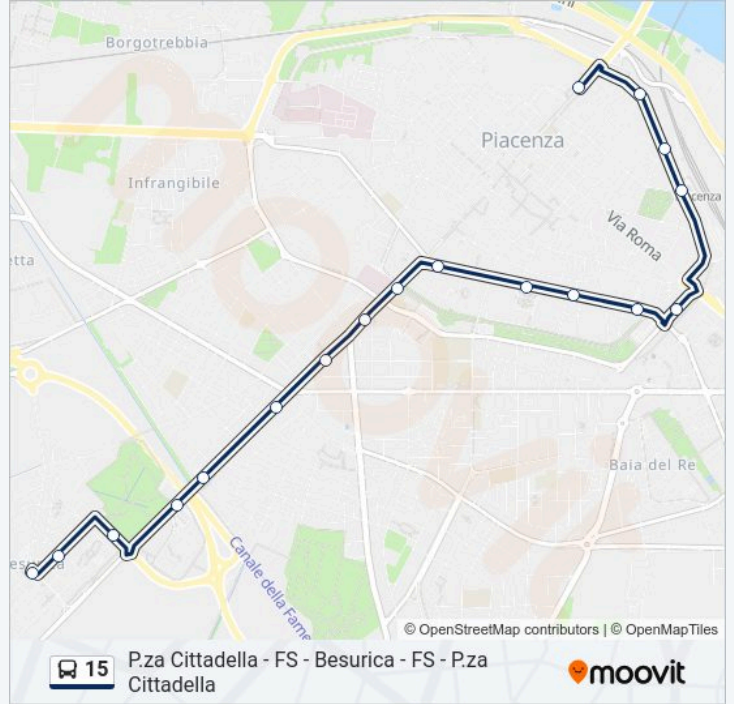 Borgotrebbia
Piacenza
Infrangibile
Via Roma
Baia del Re
Canale della Fame
© OpenStreetMap contributors | © OpenMapTiles
15
P.za Cittadella - FS - Besurica - FS - P.za
Cittadella
moovit